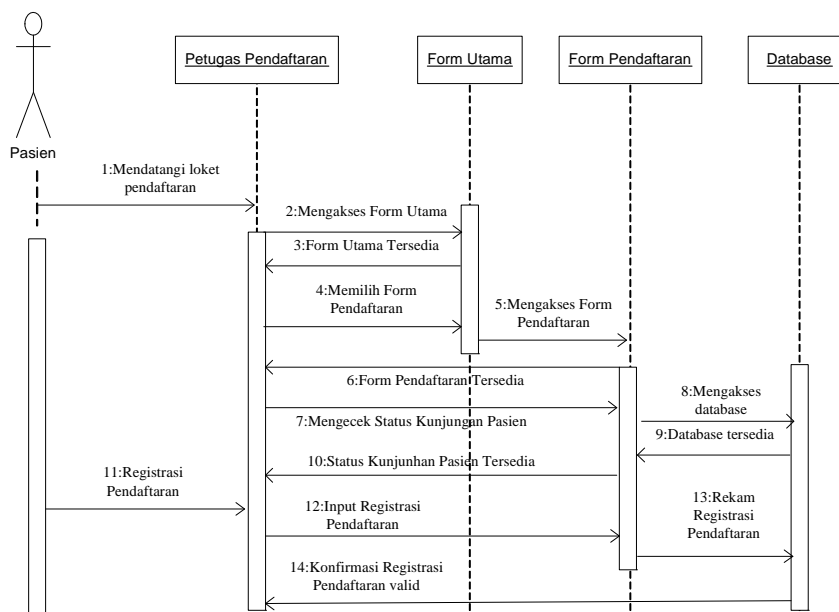 Petugas Pendaftaran
Form Utama
Form Pendaftaran
Database
Pasien
1:Mendatangi loket
pendaftaran
2:Mengakses Form Utama
3:Form Utama Tersedia
4:Memilih Form
Pendaftaran
5:Mengakses Form
Pendaftaran
6:Form Pendaftaran Tersedia
7:Mengecek Status Kunjungan Pasien
8:Mengakses
database
9:Database tersedia
10:Status Kunjunhan Pasien Tersedia
11:Registrasi
Pendaftaran
12:Input Registrasi
Pendaftaran
13:Rekam
Registrasi
Pendaftaran
14:Konfirmasi Registrasi
Pendaftaran valid